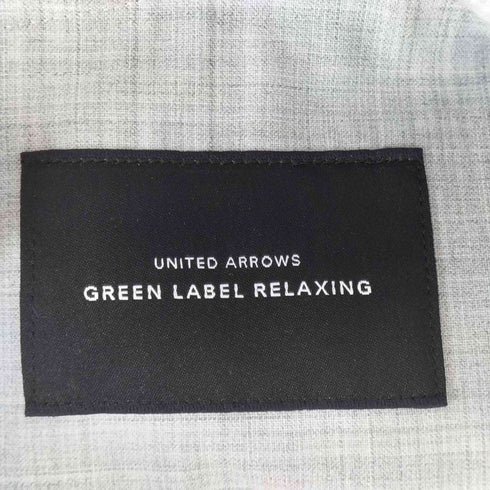 UNITED ARROWS
GREEN LABEL RELAXING